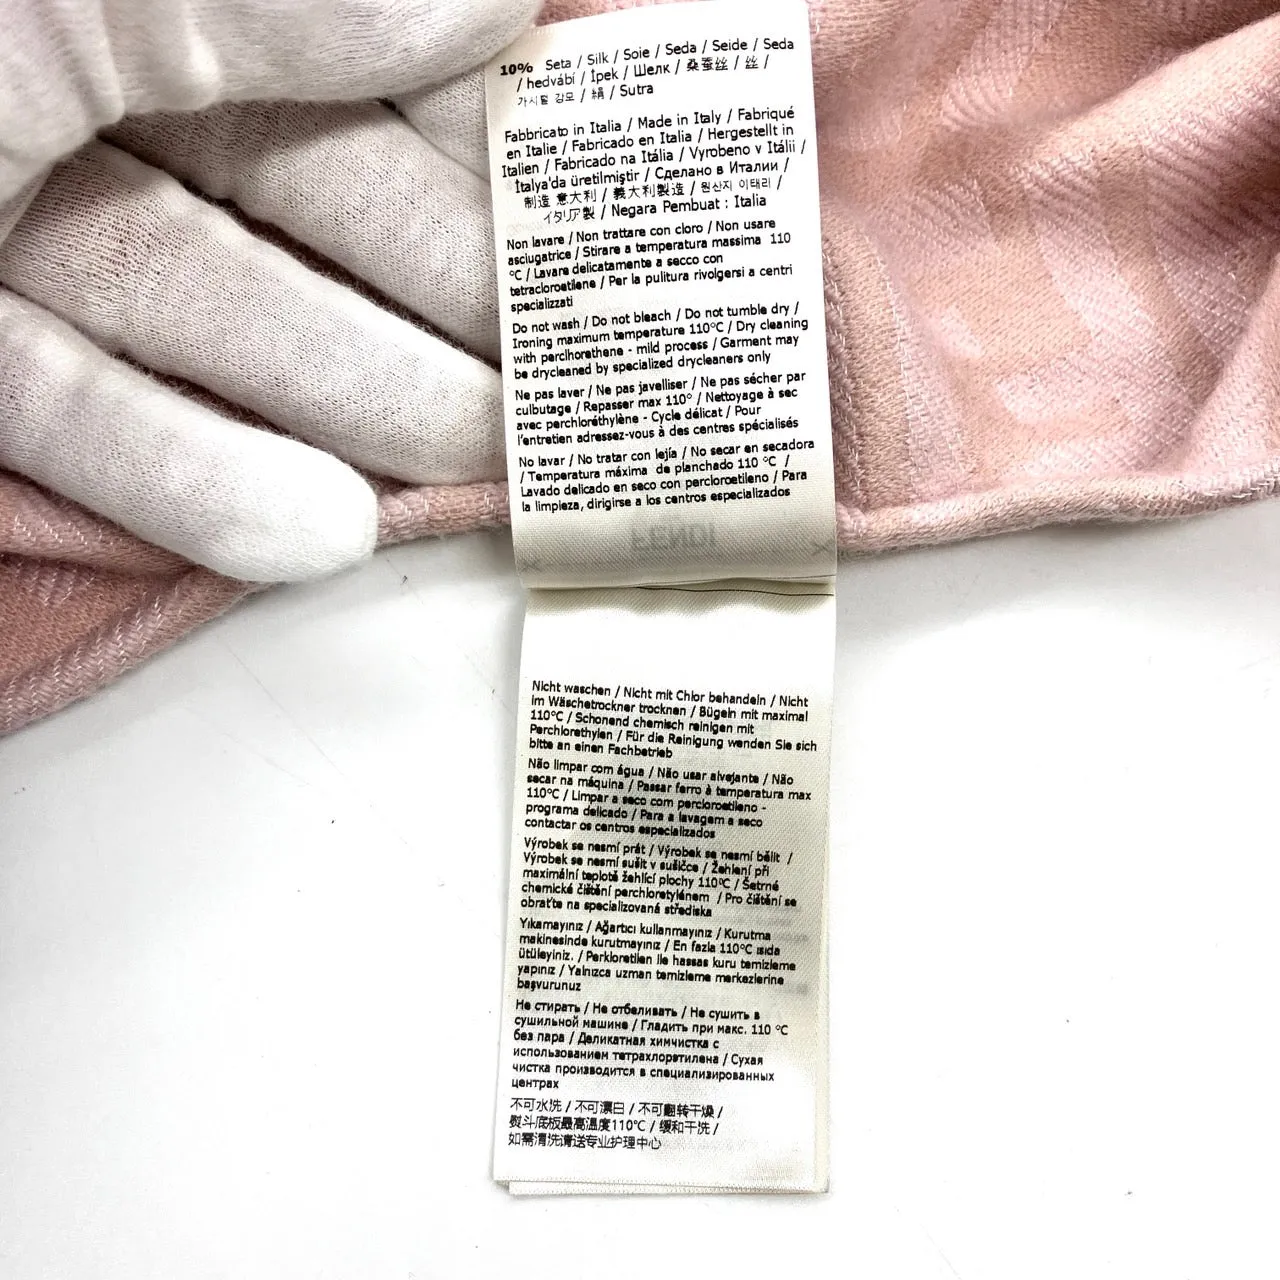 10% Seta / Silk / Soie / Seda / Seide / Seda
/ hedvábí / İpek / Шелк / 桑蚕丝 / 丝 /
가시털 감모 / 絹 / Sutra
Fabbricato in Italia / Made in Italy / Fabriqué
en Italie / Fabricado en Italia / Hergestellt in
Italien / Fabricado na Itália / Vyrobeno v Itálii /
İtalya'da üretilmiştir / Сделано в Италии /
制造 意大利 / 義大利製造 / 원산지 이태리 /
イタリア製 / Negara Pembuat : Italia
Non lavare / Non trattare con cloro / Non usare
asciugatrice / Stirare a temperatura massima 110
°C / Lavare delicatamente a secco con
tetracloroetilene / Per la pulitura rivolgersi a centri
specializzati
Do not wash / Do not bleach / Do not tumble dry /
Ironing maximum temperature 110°C / Dry cleaning
with perclhorethene - mild process / Garment may
be drycleaned by specialized drycleaners only
Ne pas laver / Ne pas javelliser / Ne pas sécher par
culbutage / Repasser max 110° / Nettoyage à sec
avec perchloréthylène - Cycle délicat / Pour
l'entretien adressez-vous à des centres spécialisés
No lavar / No tratar con lejía / No secar en secadora
/ Temperatura máxima de planchado 110 °C /
Lavado delicado en seco con percloroetileno / Para
la limpieza, dirigirse a los centros especializados
FENDI
Nicht waschen / Nicht mit Chlor behandeln / Nicht
im Wäschetrockner trocknen / Bügeln mit maximal
110°C / Schonend chemisch reinigen mit
Perchlorethylen / Für die Reinigung wenden Sie sich
bitte an einen Fachbetrieb
Não limpar com água / Não usar alvejante / Não
secar na máquina / Passar ferro à temperatura max
110°C / Limpar a seco com percloroetileno -
programa delicado / Para a lavagem a seco
contactar os centros especializados
Výrobek se nesmí prát / Výrobek se nesmí bělit /
Výrobek se nesmí sušit v sušičce / Žehlení při
maximální teplotě žehlící plochy 110°C / Šetrné
chemické čištění perchloretylénem / Pro čištění se
obraťte na specializovaná střediska
Yıkamayınız / Ağartıcı kullanmayınız / Kurutma
makinesinde kurutmayınız / En fazla 110°C ısıda
ütüleyiniz. / Perkloretilen ile hassas kuru temizleme
yapınız / Yalnızca uzman temizleme merkezlerine
başvurunuz
Не стирать / Не отбеливать / Не сушить в
сушильной машине / Гладить при макс. 110 °C
без пара / Деликатная химчистка с
использованием тетрахлорэтилена / Сухая
чистка производится в специализированных
центрах
不可水洗 / 不可漂白 / 不可翻转干燥 /
熨斗底板最高温度110°C / 缓和干洗 /
如需清洗请送专业护理中心